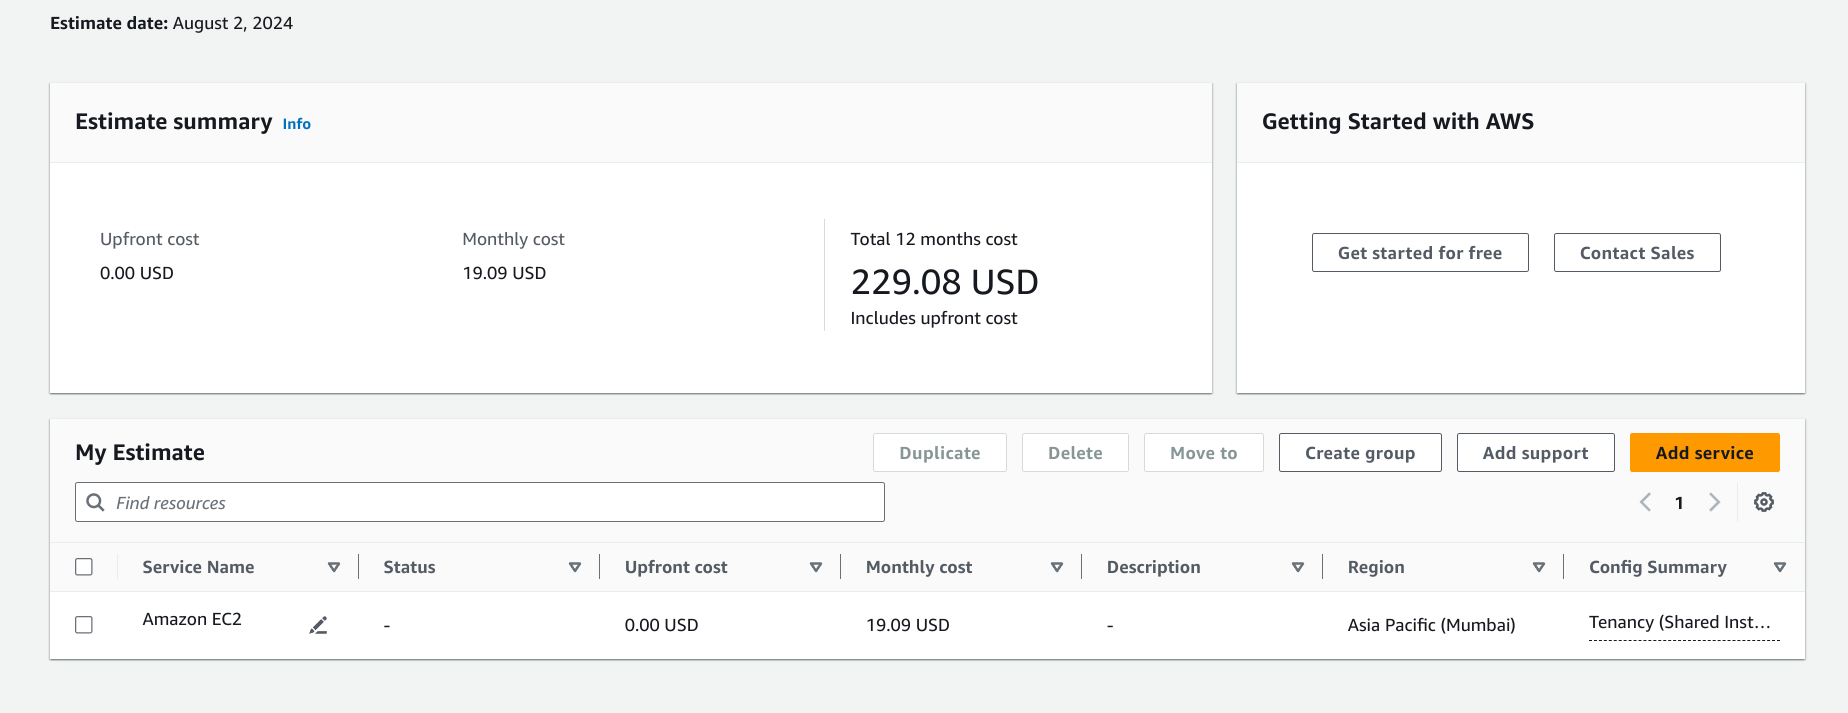 Estimate date: August 2, 2024
Estimate summary Info
Getting Started with AWS
Upfront cost
0.00 USD
Monthly cost
19.09 USD
Total 12 months cost
229.08 USD
Includes upfront cost
Get started for free Contact Sales
My Estimate Duplicate Delete Move to Create group Add support Add service
Find resources 1
Service Name Status Upfront cost Monthly cost Description Region Config Summary
Amazon EC2 - 0.00 USD 19.09 USD - Asia Pacific (Mumbai) Tenancy (Shared Inst...